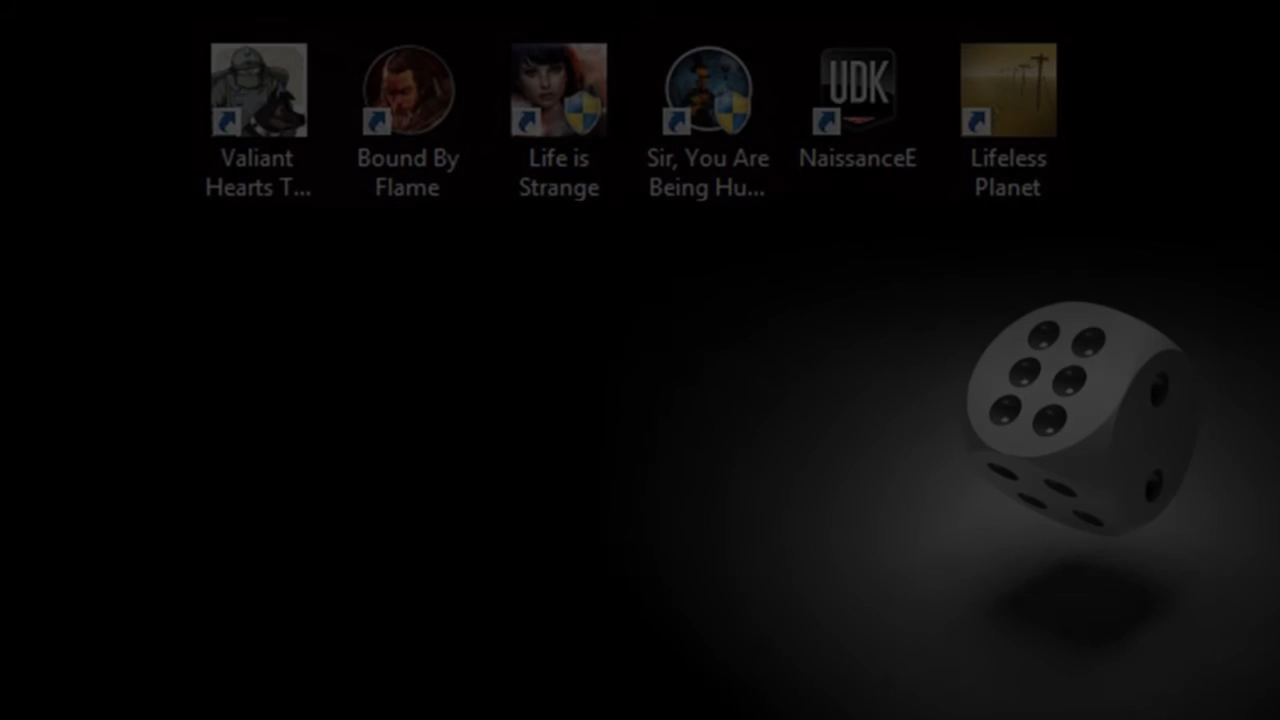 Valiant
Hearts T...
Bound By
Flame
Life is
Strange
Sir, You Are
Being Hu...
UDK
NaissanceE
Lifeless
Planet